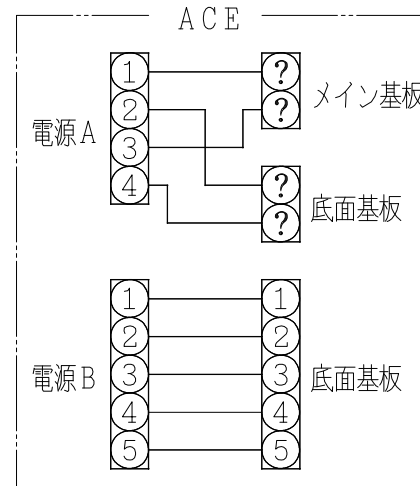 ACE
① ?
② ? メイン基板
電源A
③ ?
④ ? 底面基板
① ①
② ②
電源B ③ ③ 底面基板
④ ④
⑤ ⑤